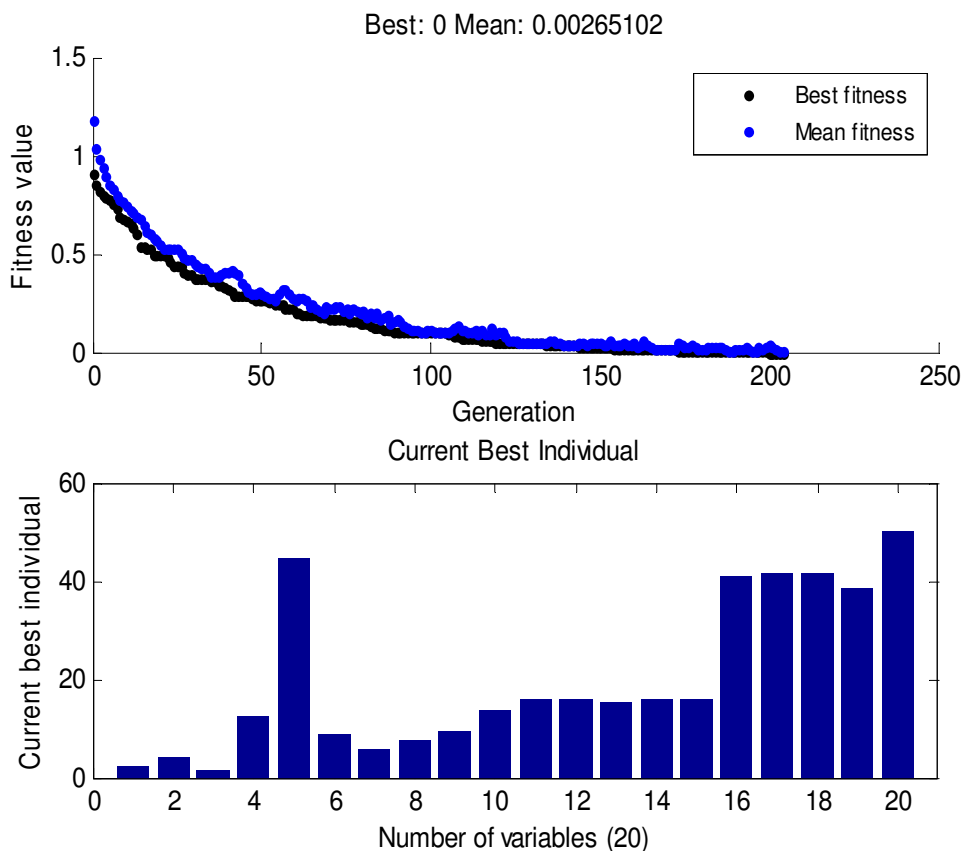 Best: 0 Mean: 0.00265102
1.5
1
0.5
0
Fitness value
Best fitness
Mean fitness
0 50 100 150 200 250
Generation
Current Best Individual
60
40
20
0
Current best individual
0 2 4 6 8 10 12 14 16 18 20
Number of variables (20)